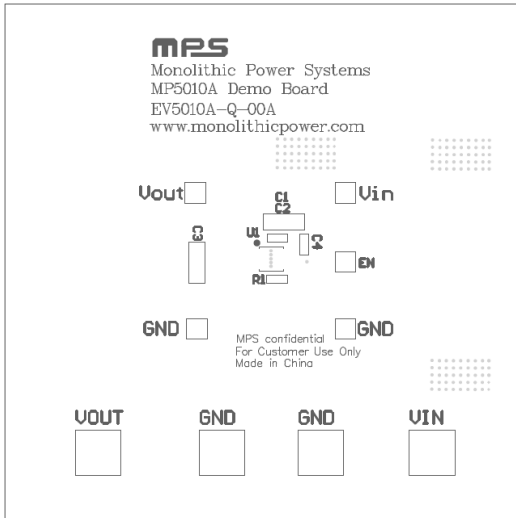 MPS
Monolithic Power Systems
MP5010A Demo Board
EV5010A-Q-00A
www.monolithicpower.com
Vout
Vin
C1
C2
U1
C3
C4
EN
R1
GND
GND
MPS confidential
For Customer Use Only
Made in China
VOUT
GND
GND
VIN